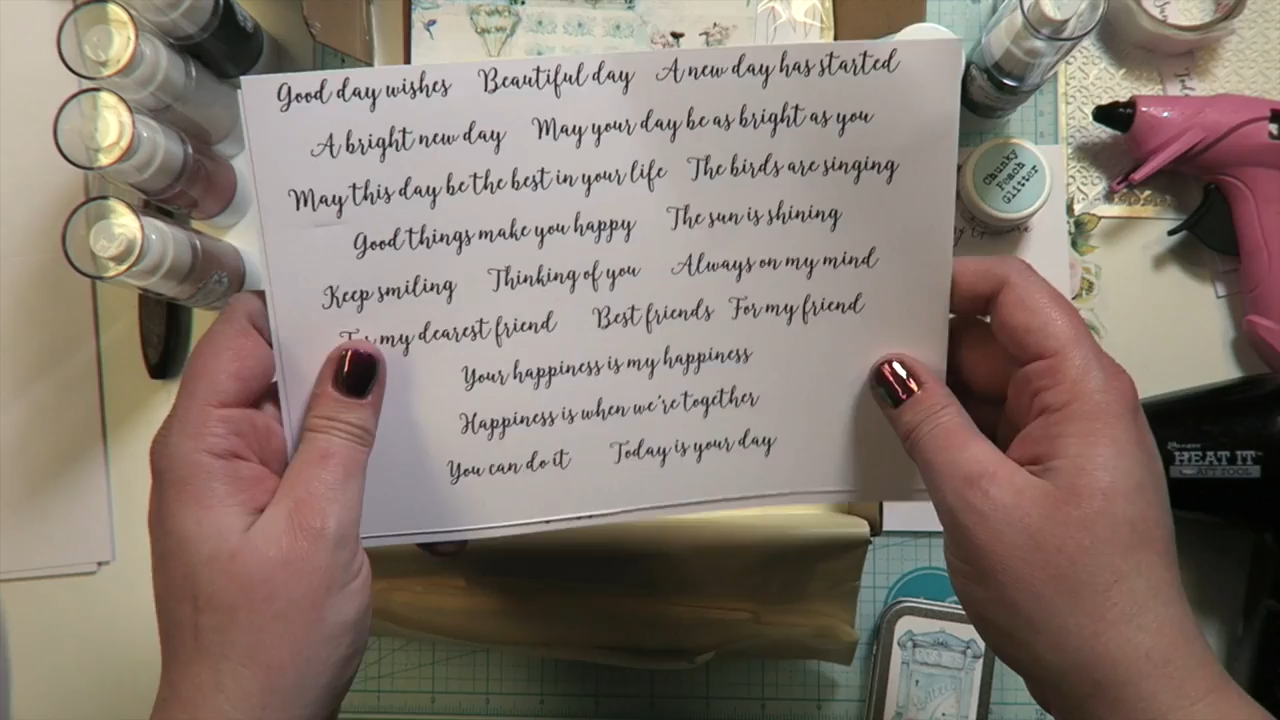 Good day wishes Beautiful day A new day has started
A bright new day May your day be as bright as you
May this day be the best in your life The birds are singing
Good things make you happy The sun is shining
Keep smiling Thinking of you Always on my mind
my dearest friend Best friends For my friend
Your happiness is my happiness
Happiness is when we're together
You can do it Today is your day
Chunky
Peach
Glitter
Ranger
HEAT IT
CRAFT TOOL